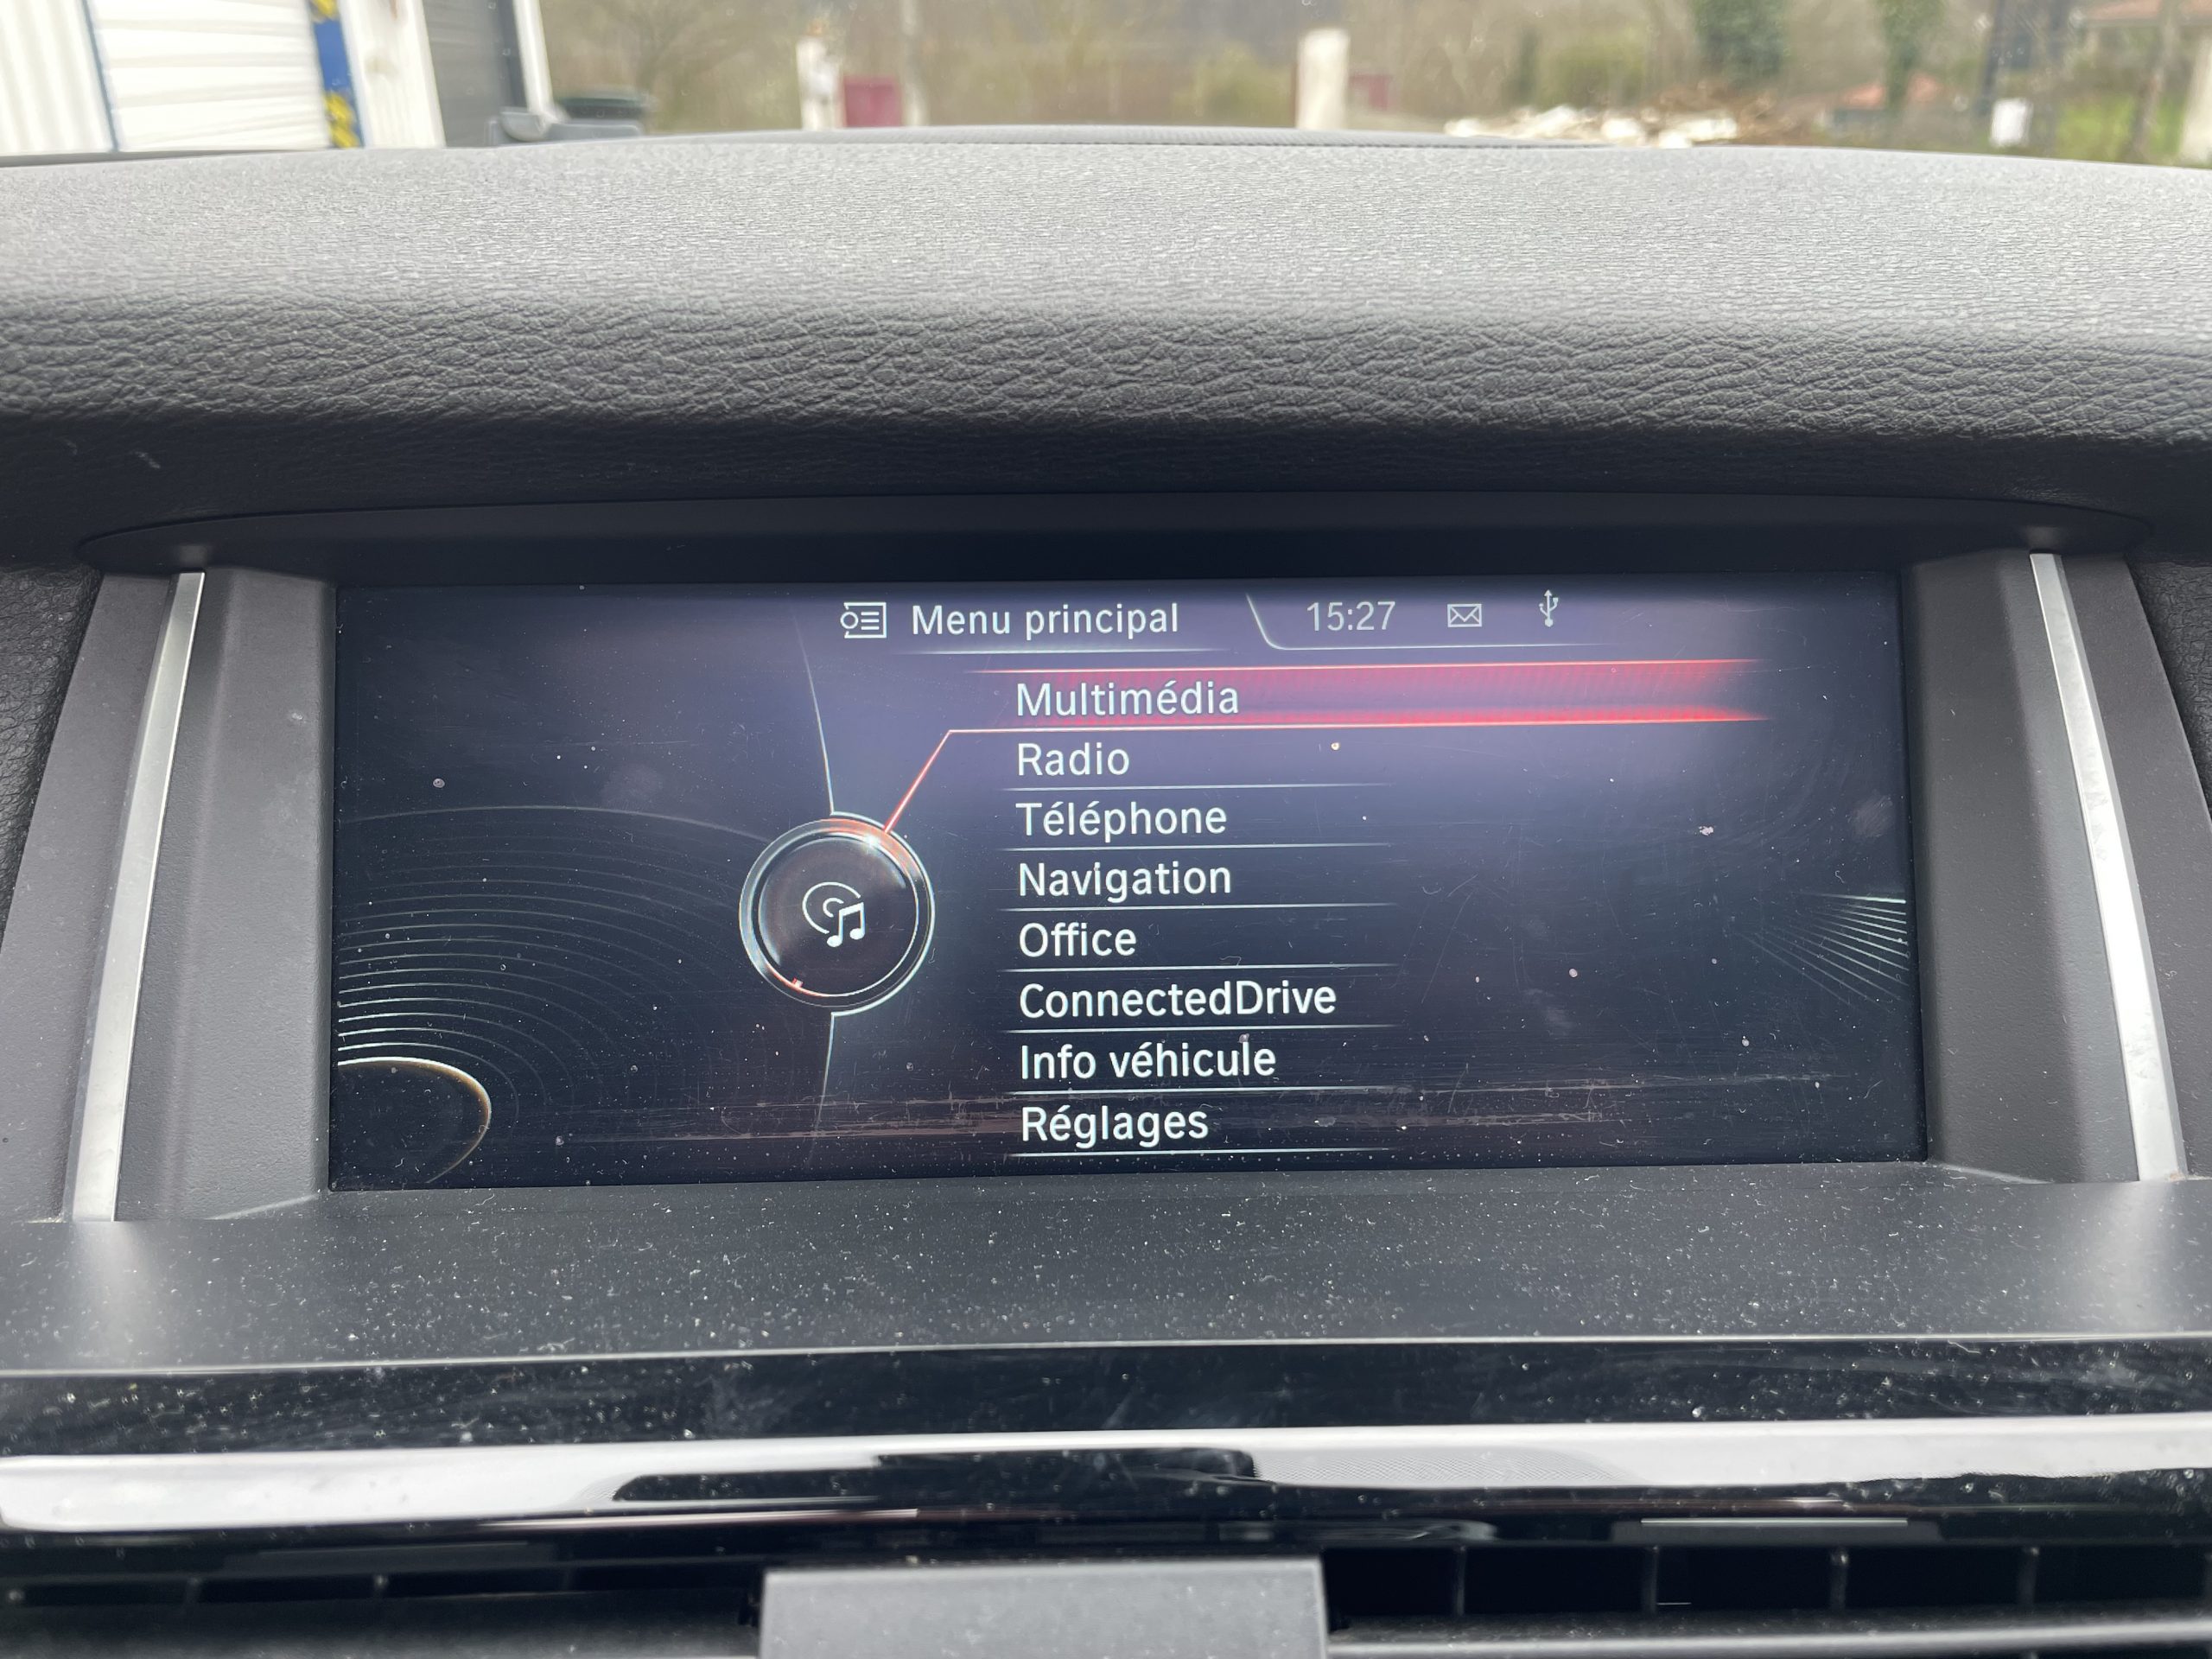 Menu principal 15:27
Multimédia
Radio
Téléphone
Navigation
Office
ConnectedDrive
Info véhicule
Réglages